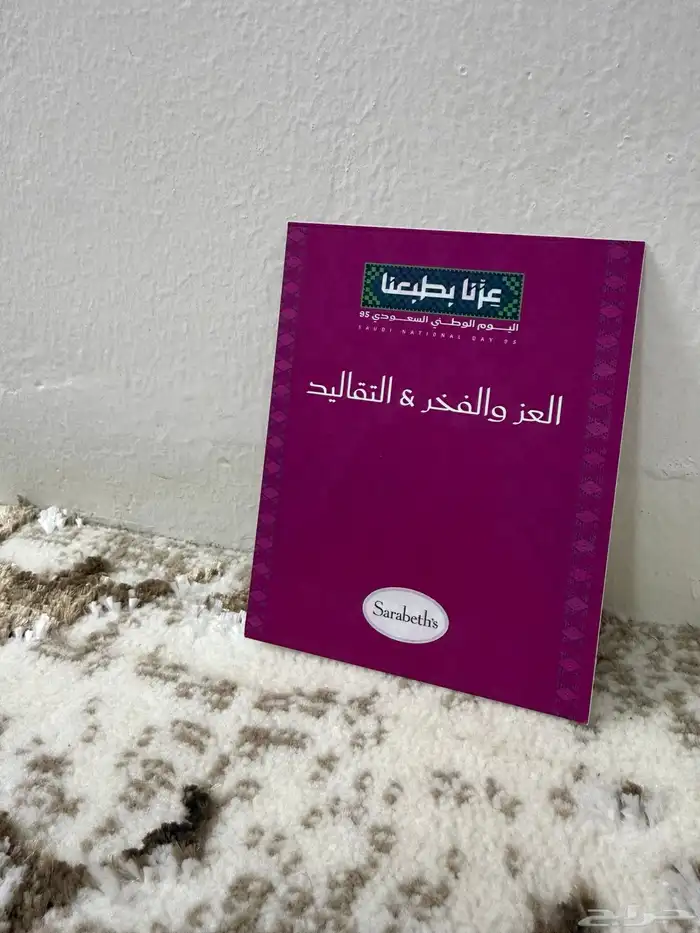 عزنا بطبعنا
اليوم الوطني السعودي 95
SAUDI NATIONAL DAY 95
العز والفخر & التقاليد
Sarabeth's
حراج